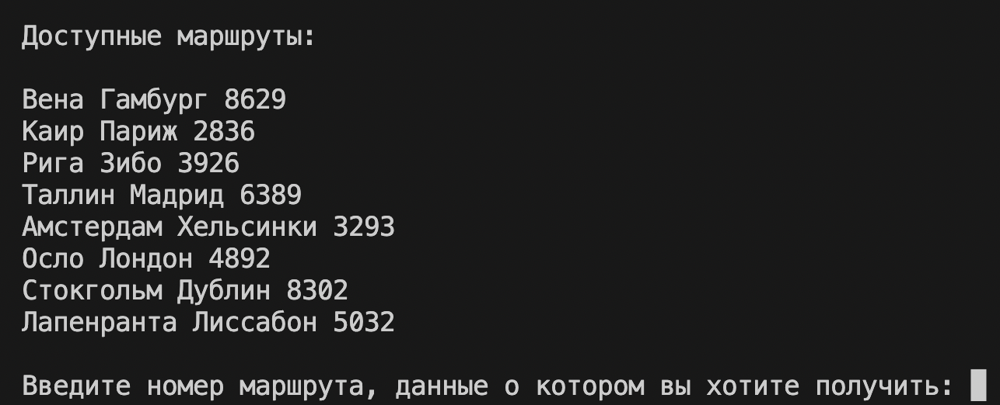 Доступные маршруты:
Вена Гамбург 8629
Каир Париж 2836
Рига Зибо 3926
Таллин Мадрид 6389
Амстердам Хельсинки 3293
Осло Лондон 4892
Стокгольм Дублин 8302
Лапенранта Лиссабон 5032
Введите номер маршрута, данные о котором вы хотите получить: